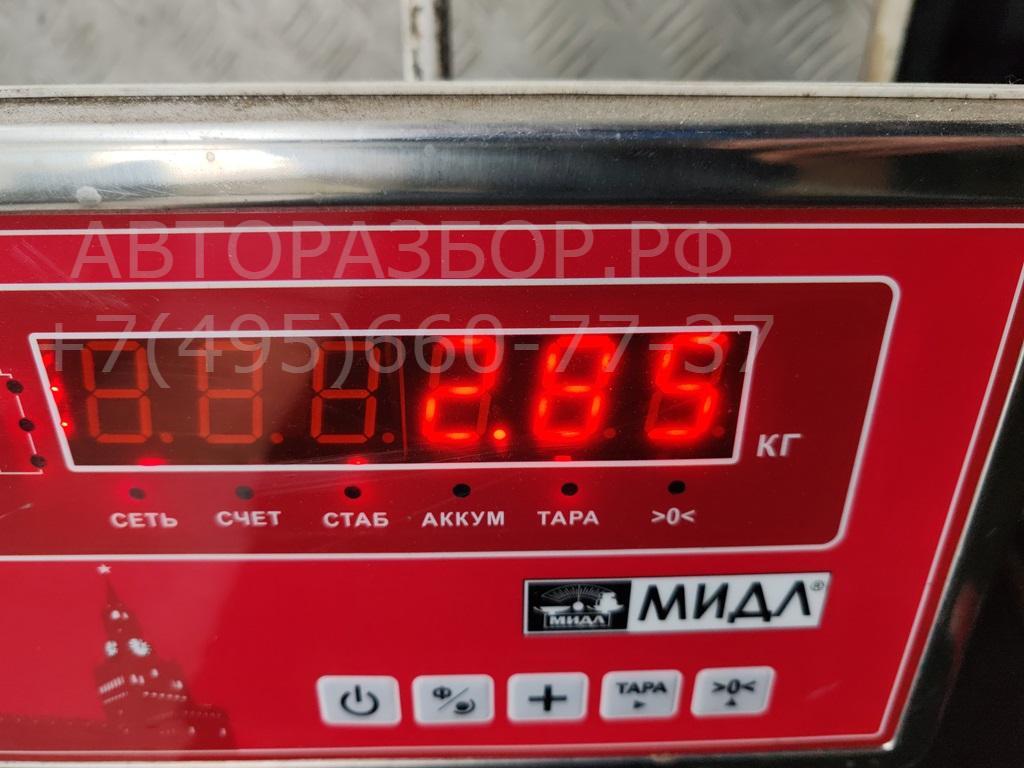 АВТОРАЗБОР.РФ
+7(495)660-77-37
2.85
КГ
СЕТЬ СЧЕТ СТАБ АККУМ ТАРА >0<
МИДЛ МИДЛ®
Ф/ + ТАРА >0<